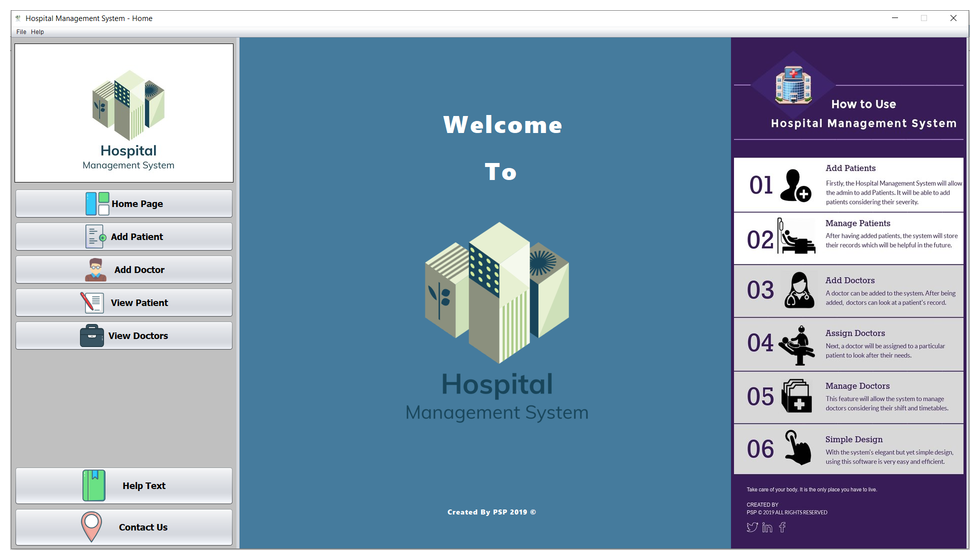 Hospital Management System - Home
File Help
Hospital
Management System
Home Page
Add Patient
Add Doctor
View Patient
View Doctors
Help Text
Contact Us
Welcome
To
Hospital
Management System
Created By PSP 2019 ©
How to Use
Hospital Management System
01
Add Patients
Firstly, the Hospital Management System will allow
the admin to add Patients. It will be able to add
patients considering their severity.
02
Manage Patients
After having added patients, the system will store
their records which will be helpful in the future.
03
Add Doctors
A doctor can be added to the system. After being
added, doctors can look at a patient's record.
04
Assign Doctors
Next, a doctor will be assigned to a particular
patient to look after their needs.
05
Manage Doctors
This feature will allow the system to manage
doctors considering their shift and timetables.
06
Simple Design
With the system's elegant but yet simple design,
using this software is very easy and efficient.
Take care of your body. It is the only place you have to live.
CREATED BY
PSP © 2019 ALL RIGHTS RESERVED